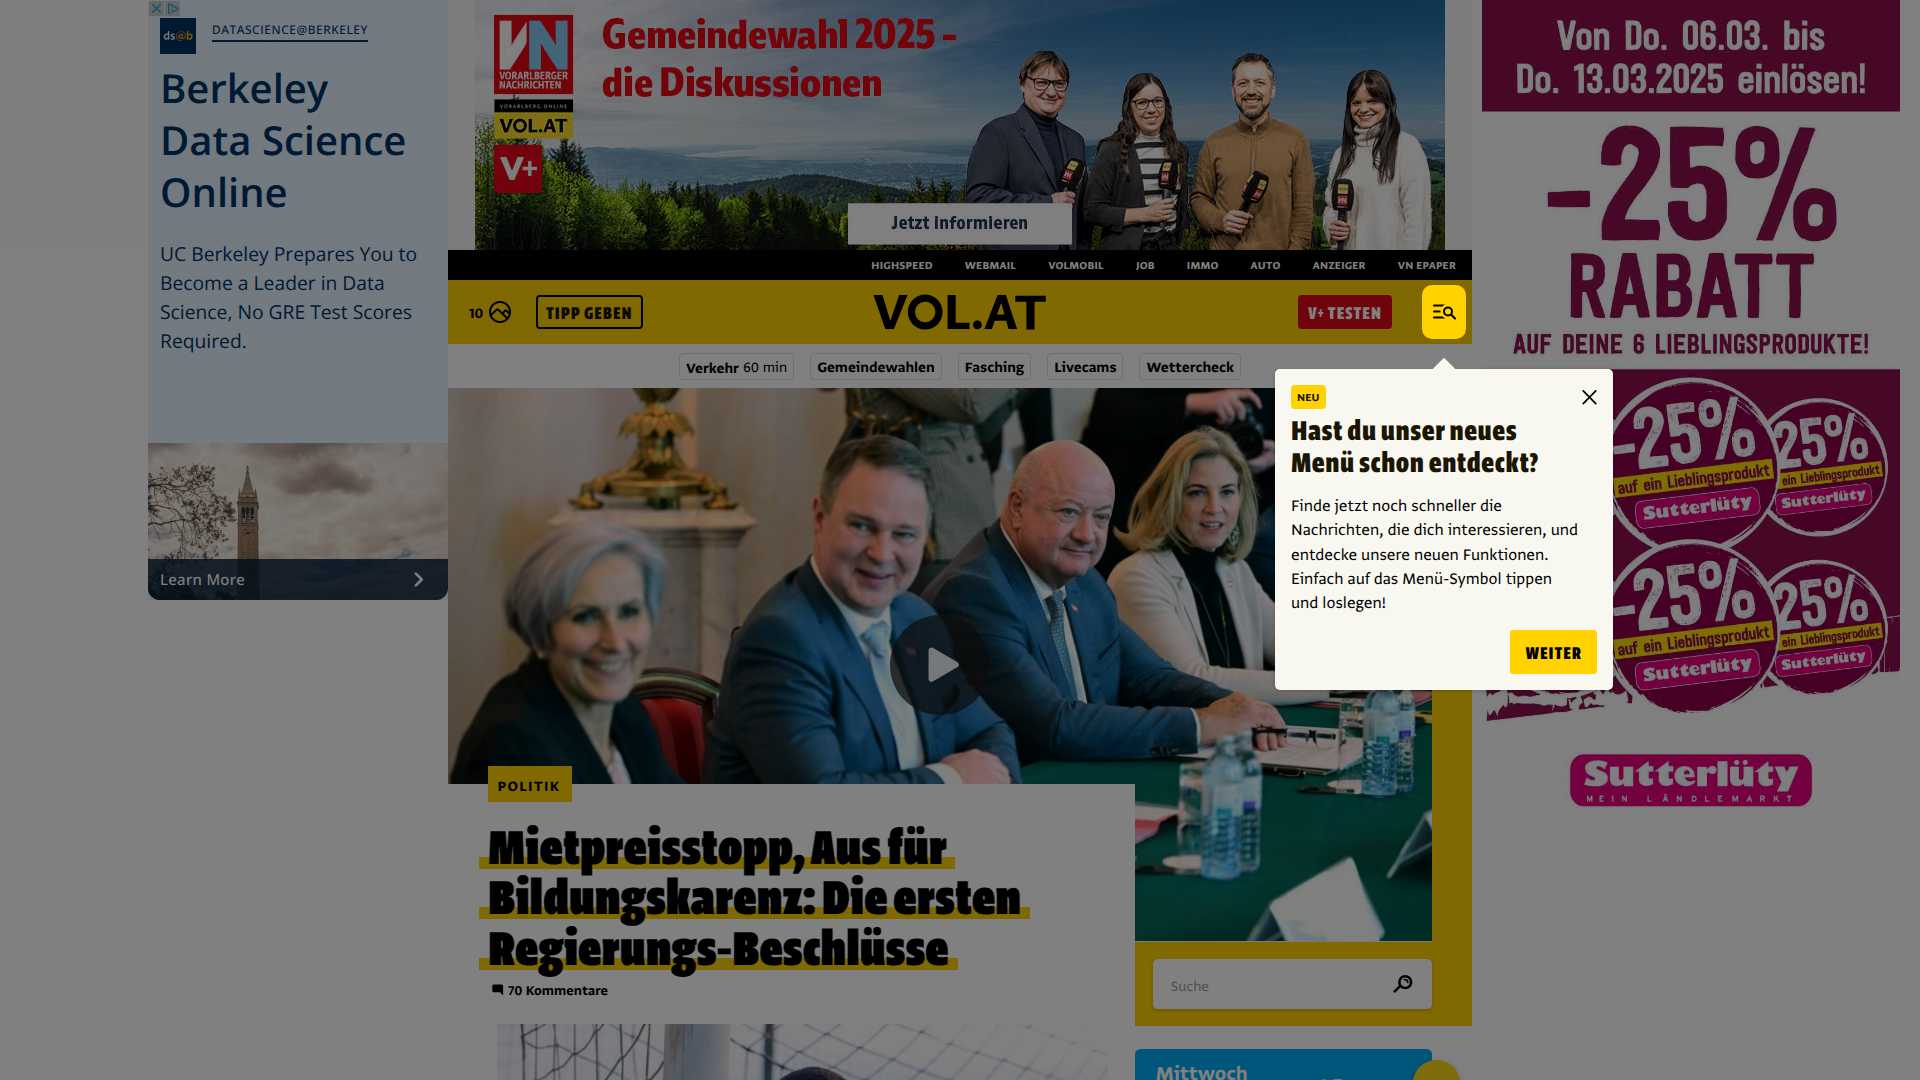 ds@b
DATASCIENCE@BERKELEY
Berkeley
Data Science
Online
UC Berkeley Prepares You to
Become a Leader in Data
Science, No GRE Test Scores
Required.
Learn More
VN
VORARLBERGER
NACHRICHTEN
VORARLBERG ONLINE
VOL.AT
V+
Gemeindewahl 2025 –
die Diskussionen
Jetzt informieren
HIGHSPEED WEBMAIL VOLMOBIL JOB IMMO AUTO ANZEIGER VN EPAPER
10
TIPP GEBEN
VOL.AT
V+ TESTEN
Verkehr 60 min
Gemeindewahlen
Fasching
Livecams
Wettercheck
NEU
Hast du unser neues
Menü schon entdeckt?
Finde jetzt noch schneller die
Nachrichten, die dich interessieren, und
entdecke unsere neuen Funktionen.
Einfach auf das Menü-Symbol tippen
und loslegen!
WEITER
POLITIK
Mietpreisstopp, Aus für
Bildungskarenz: Die ersten
Regierungs-Beschlüsse
70 Kommentare
Suche
Mittwoch
Von Do. 06.03. bis
Do. 13.03.2025 einlösen!
-25%
RABATT
AUF DEINE 6 LIEBLINGSPRODUKTE!
-25%
auf ein Lieblingsprodukt
Sutterlüty
25%
ein Lieblingsprodukt
Sutterlüty
-25%
auf ein Lieblingsprodukt
Sutterlüty
25%
ein Lieblingsprodukt
Sutterlüty
Sutterlüty
MEIN LÄNDLEMARKT